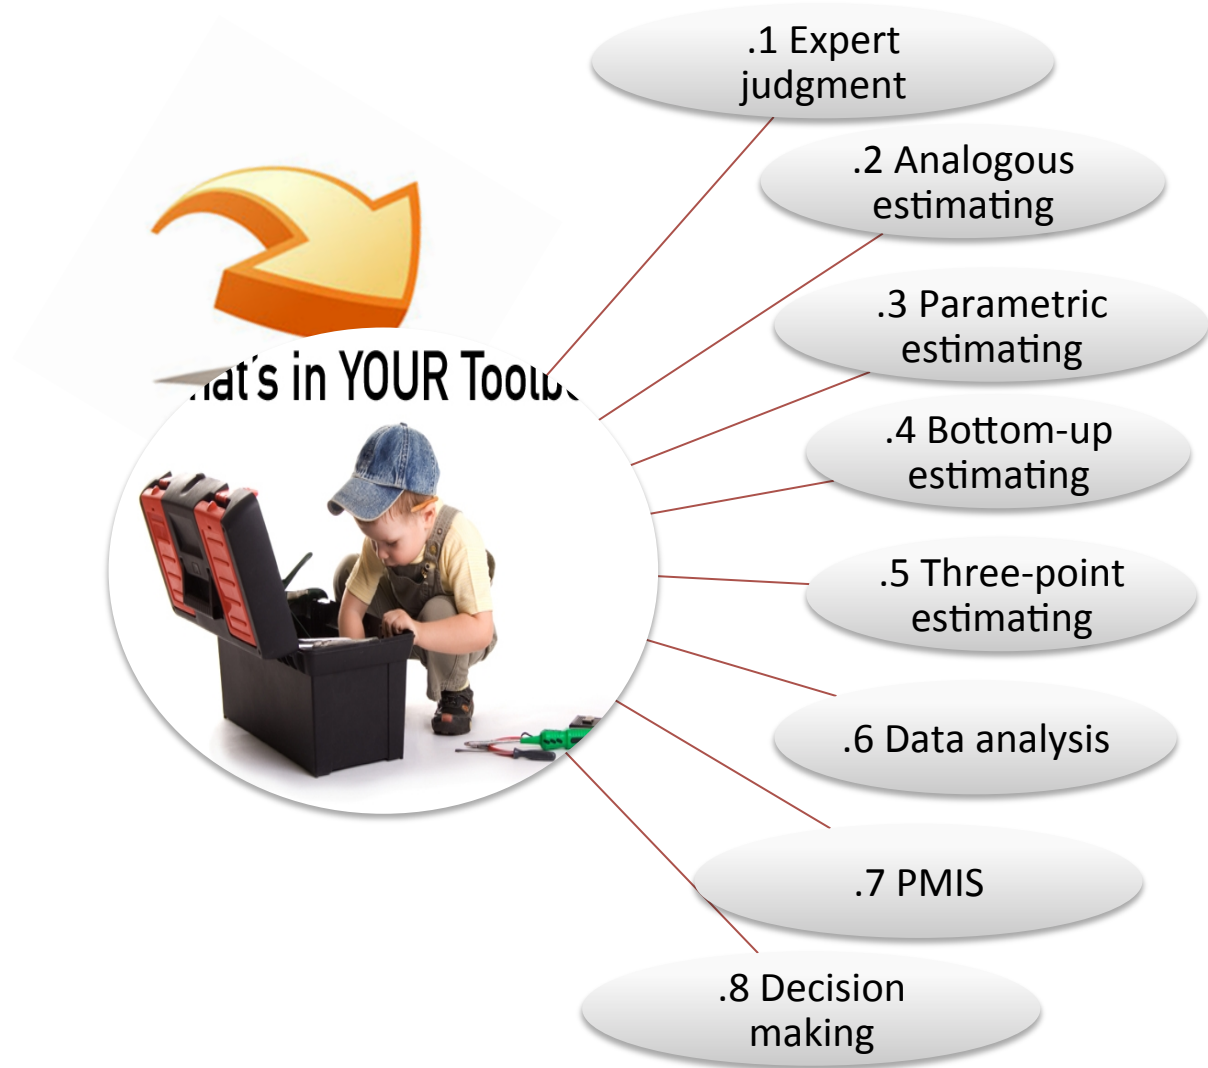 .1 Expert
judgment
.2 Analogous
estimating
.3 Parametric
estimating
at's in YOUR
.4 Bottom-up
estimating
.5 Three-point
estimating
.6 Data analysis
.7 PMIS
.8 Decision
making